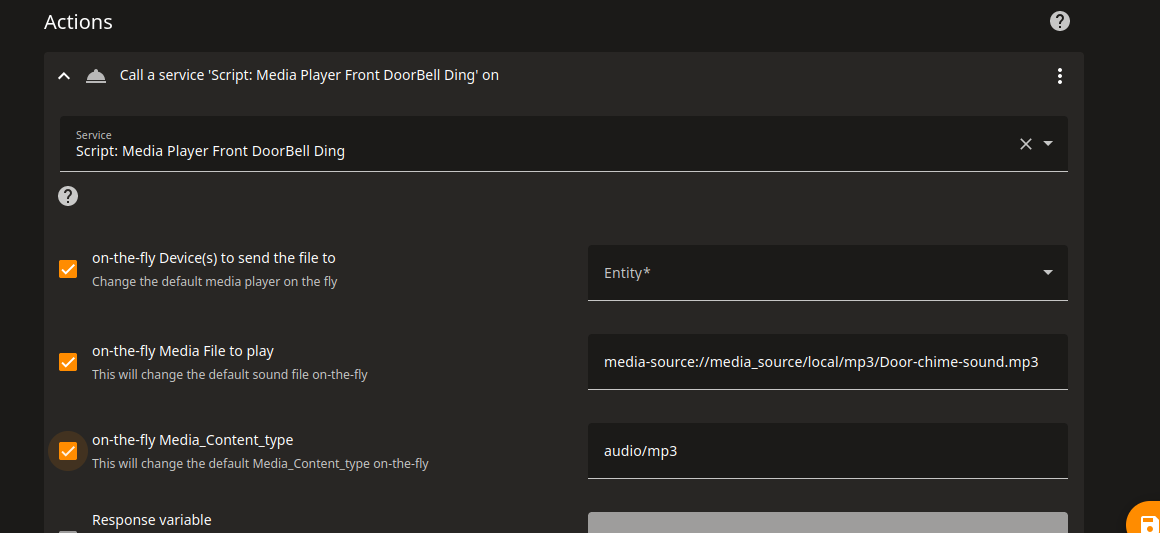 Actions
Call a service 'Script: Media Player Front DoorBell Ding' on
Service
Script: Media Player Front DoorBell Ding
on-the-fly Device(s) to send the file to
Change the default media player on the fly
Entity*
on-the-fly Media File to play
This will change the default sound file on-the-fly
media-source://media_source/local/mp3/Door-chime-sound.mp3
on-the-fly Media_Content_type
This will change the default Media_Content_type on-the-fly
audio/mp3
Response variable